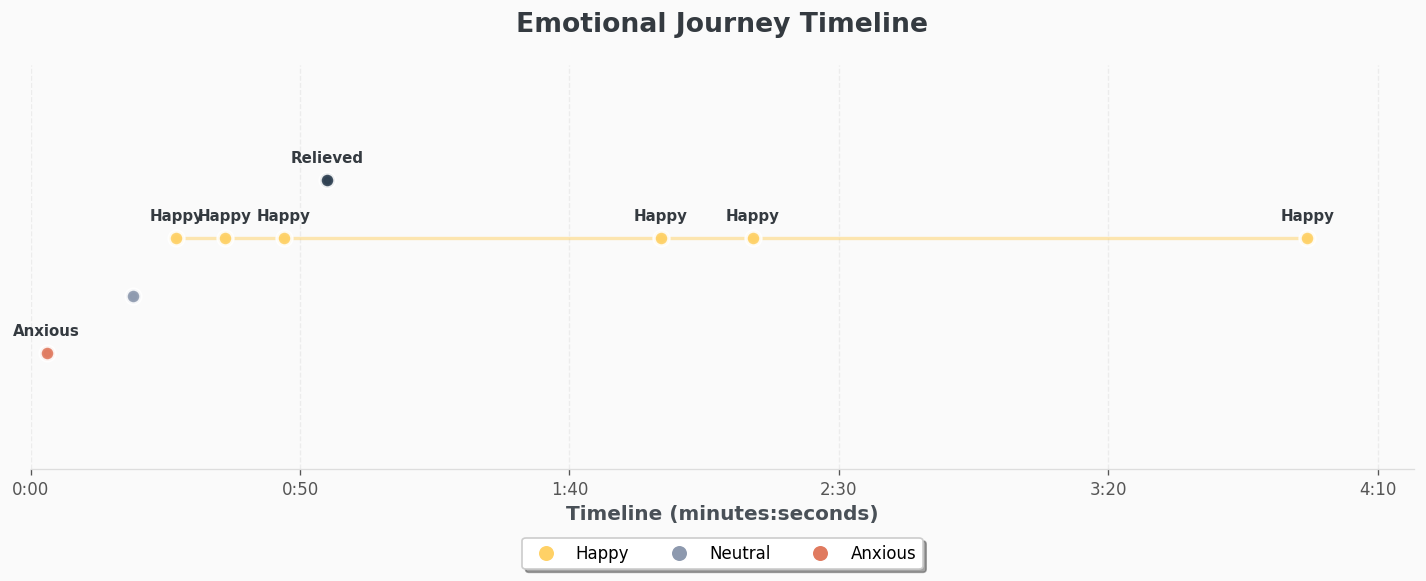 Emotional Journey Timeline
Relieved
Happy Happy Happy Happy Happy Happy
Anxious
0:00 0:50 1:40 2:30 3:20 4:10
Timeline (minutes:seconds)
Happy Neutral Anxious